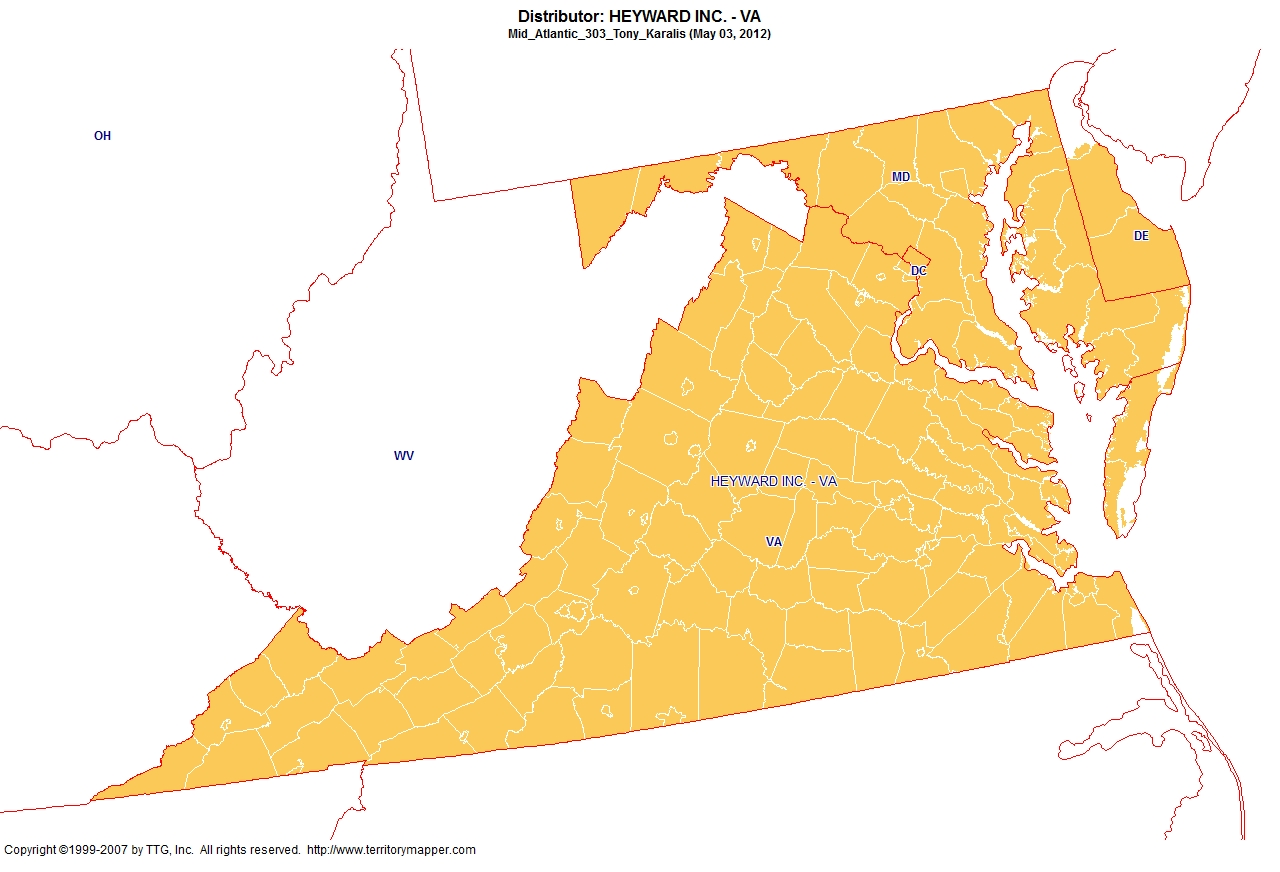 Distributor: HEYWARD INC. - VA
Mid_Atlantic_303_Tony_Karalis (May 03, 2012)
OH
MD
DE
DC
WV
HEYWARD INC. - VA
VA
Copyright ©1999-2007 by TTG, Inc.  All rights reserved.  http://www.territorymapper.com